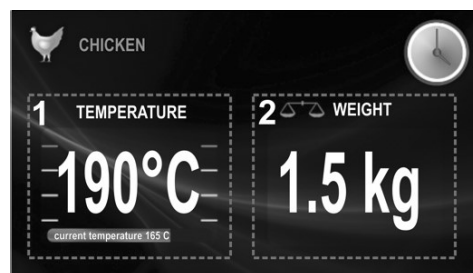 CHICKEN
1 TEMPERATURE
190°C
current temperature 165 C
2 WEIGHT
1.5 kg